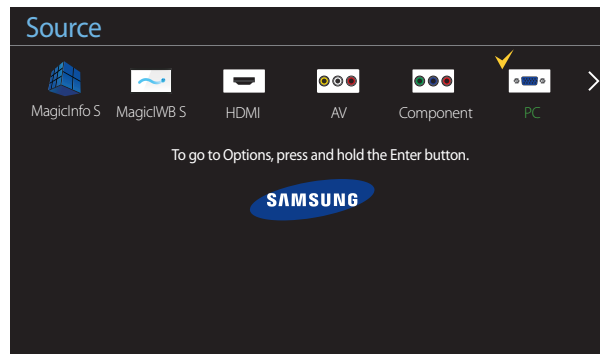 Source
MagicInfo S MagicIWB S HDMI AV Component PC
To go to Options, press and hold the Enter button.
SAMSUNG